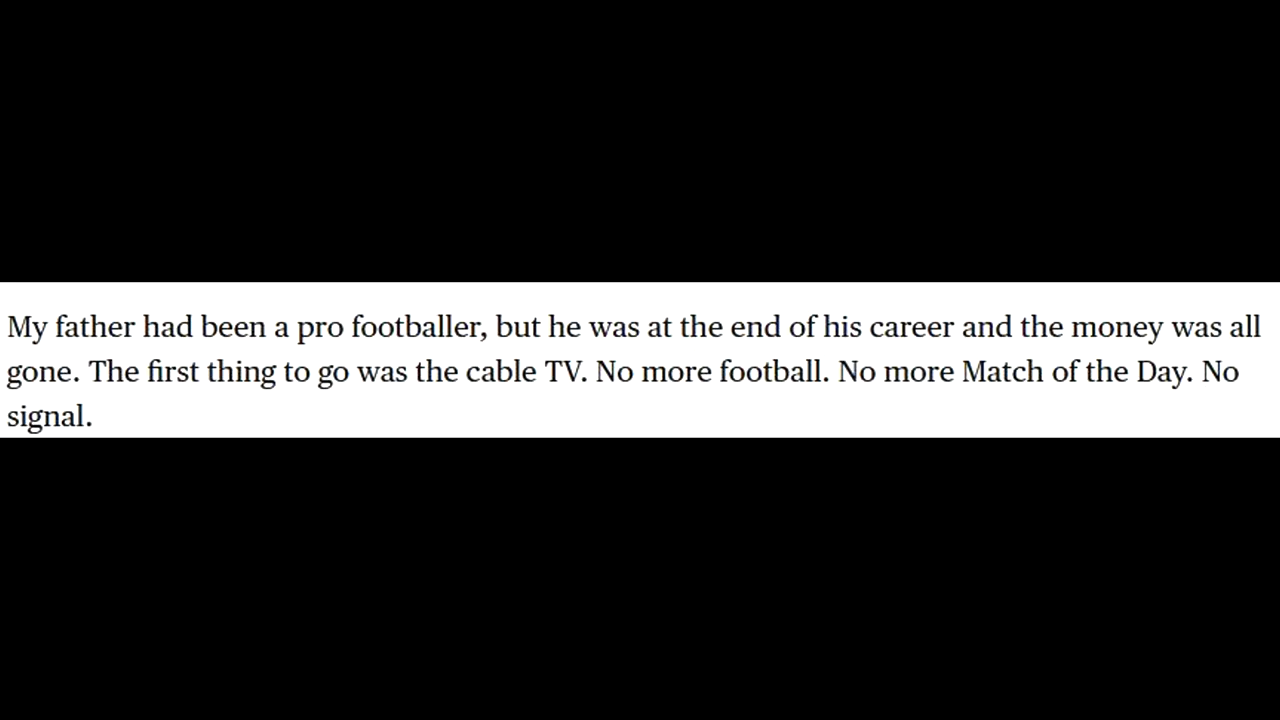 My father had been a pro footballer, but he was at the end of his career and the money was all
gone. The first thing to go was the cable TV. No more football. No more Match of the Day. No
signal.